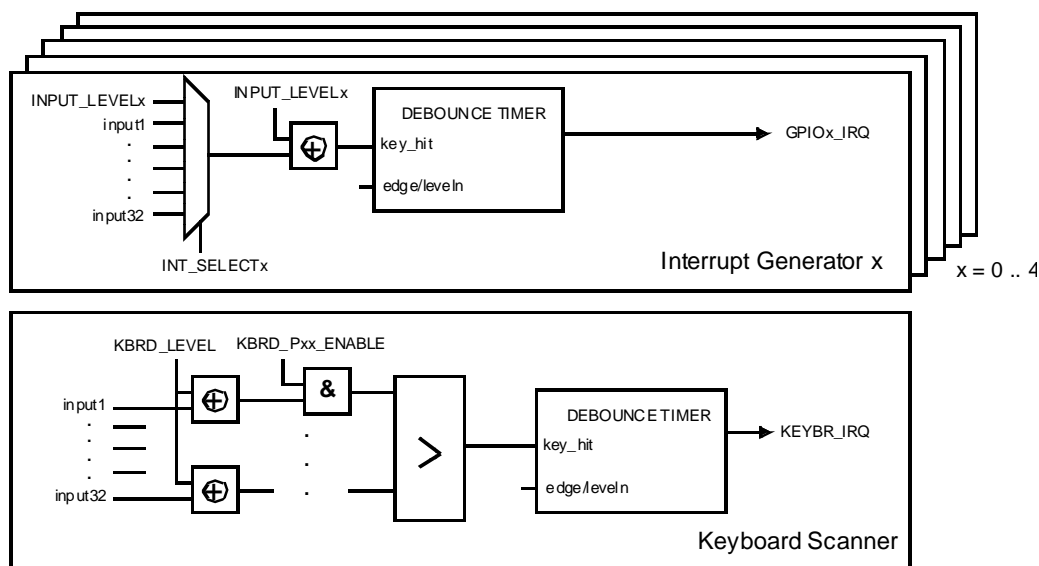 INPUT_LEVELx
INPUT_LEVELx
input1
.
.
.
.
input32
INT_SELECTx
DEBOUNCE TIMER
key_hit
edge/leveln
GPIOx_IRQ
Interrupt Generator x
x = 0 .. 4
KBRD_LEVEL
KBRD_Pxx_ENABLE
&
input1
.
.
.
.
input32
.
.
.
>
DEBOUNCE TIMER
key_hit
edge/leveln
KEYBR_IRQ
Keyboard Scanner